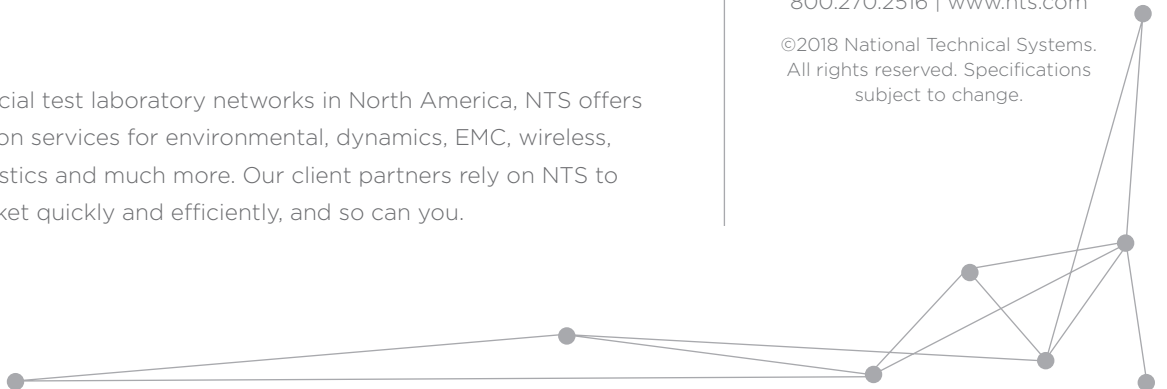 cial test laboratory networks in North America, NTS offers
on services for environmental, dynamics, EMC, wireless,
stics and much more. Our client partners rely on NTS to
ket quickly and efficiently, and so can you.
800.270.2516 | www.nts.com
©2018 National Technical Systems.
All rights reserved. Specifications
subject to change.